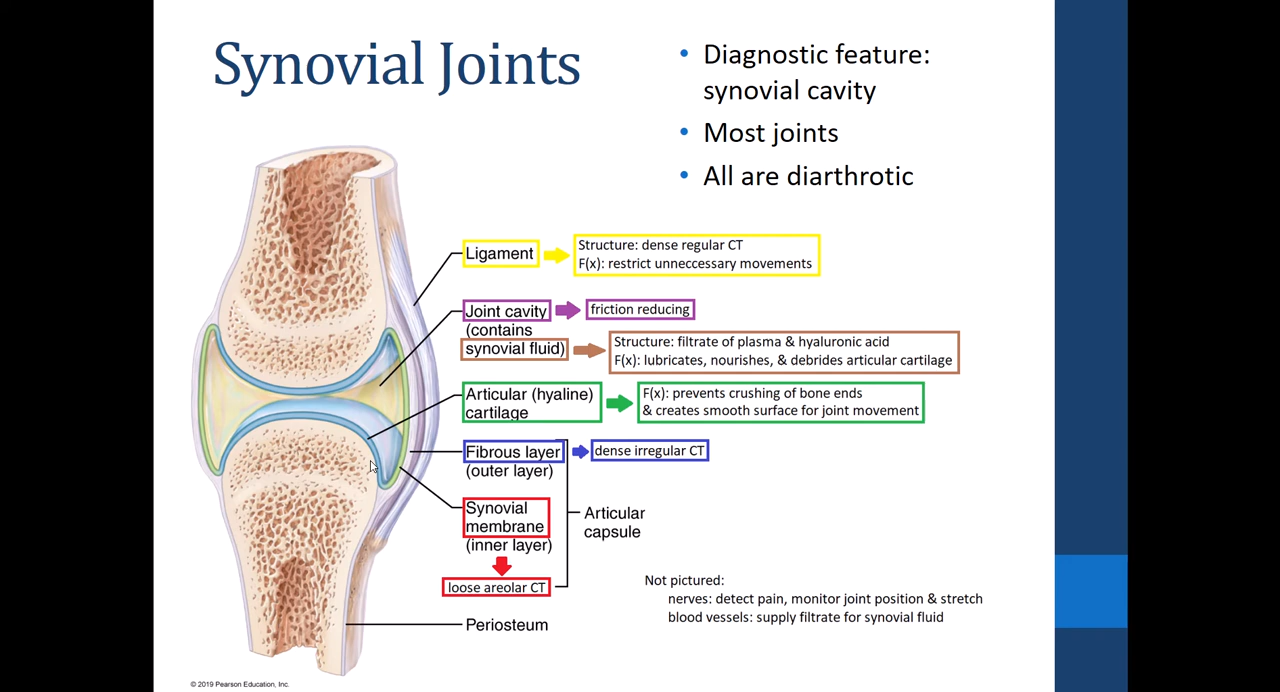 Synovial Joints
Diagnostic feature:
synovial cavity
Most joints
All are diarthrotic
Ligament
Structure: dense regular CT
F(x): restrict unneccessary movements
Joint cavity
(contains
synovial fluid)
friction reducing
Structure: filtrate of plasma & hyaluronic acid
F(x): lubricates, nourishes, & debrides articular cartilage
Articular (hyaline)
cartilage
F(x): prevents crushing of bone ends
& creates smooth surface for joint movement
Fibrous layer
(outer layer)
dense irregular CT
Synovial
membrane
(inner layer)
loose areolar CT
Articular
capsule
Periosteum
Not pictured:
nerves: detect pain, monitor joint position & stretch
blood vessels: supply filtrate for synovial fluid
© 2019 Pearson Education, Inc.